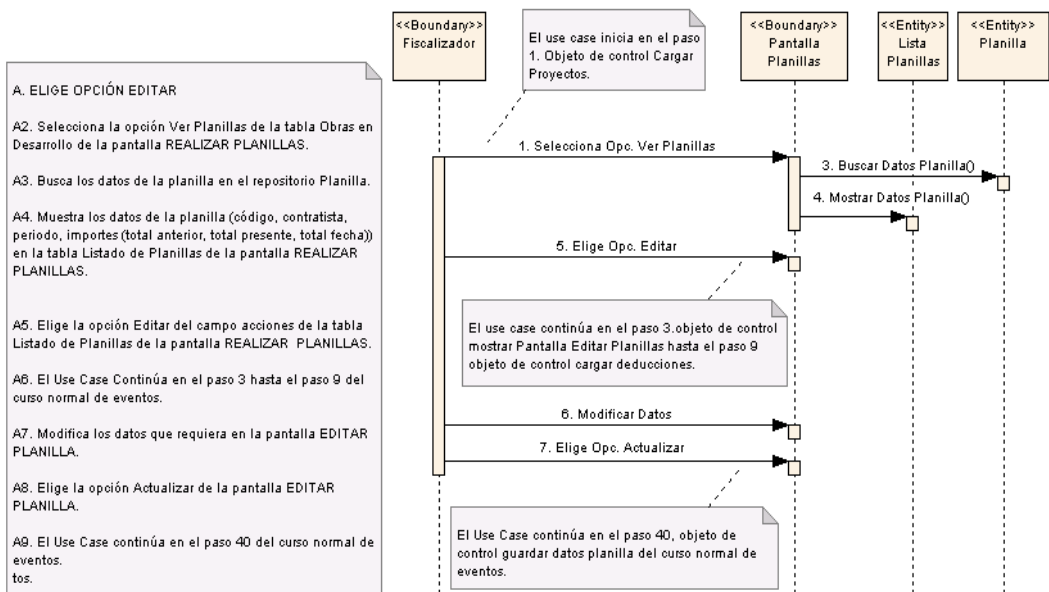 <<Boundary>>
Fiscalizador
El use case inicia en el paso
1. Objeto de control Cargar
Proyectos.
<<Boundary>>
Pantalla
Planillas
<<Entity>>
Lista
Planillas
<<Entity>>
Planilla
A. ELIGE OPCIÓN EDITAR
A2. Selecciona la opción Ver Planillas de la tabla Obras en
Desarrollo de la pantalla REALIZAR PLANILLAS.
A3. Busca los datos de la planilla en el repositorio Planilla.
A4. Muestra los datos de la planilla (código, contratista,
periodo, importes (total anterior, total presente, total fecha))
en la tabla Listado de Planillas de la pantalla REALIZAR
PLANILLAS.
A5. Elige la opción Editar del campo acciones de la tabla
Listado de Planillas de la pantalla REALIZAR PLANILLAS.
A6. El Use Case Continúa en el paso 3 hasta el paso 9 del
curso normal de eventos.
A7. Modifica los datos que requiera en la pantalla EDITAR
PLANILLA.
A8. Elige la opción Actualizar de la pantalla EDITAR
PLANILLA.
A9. El Use Case continúa en el paso 40 del curso normal de
eventos.
tos.
1. Selecciona Opc. Ver Planillas
3. Buscar Datos Planilla()
4. Mostrar Datos Planilla()
5. Elige Opc. Editar
El use case continúa en el paso 3.objeto de control
mostrar Pantalla Editar Planillas hasta el paso 9
objeto de control cargar deducciones.
6. Modificar Datos
7. Elige Opc. Actualizar
El Use Case continúa en el paso 40, objeto de
control guardar datos planilla del curso normal de
eventos.